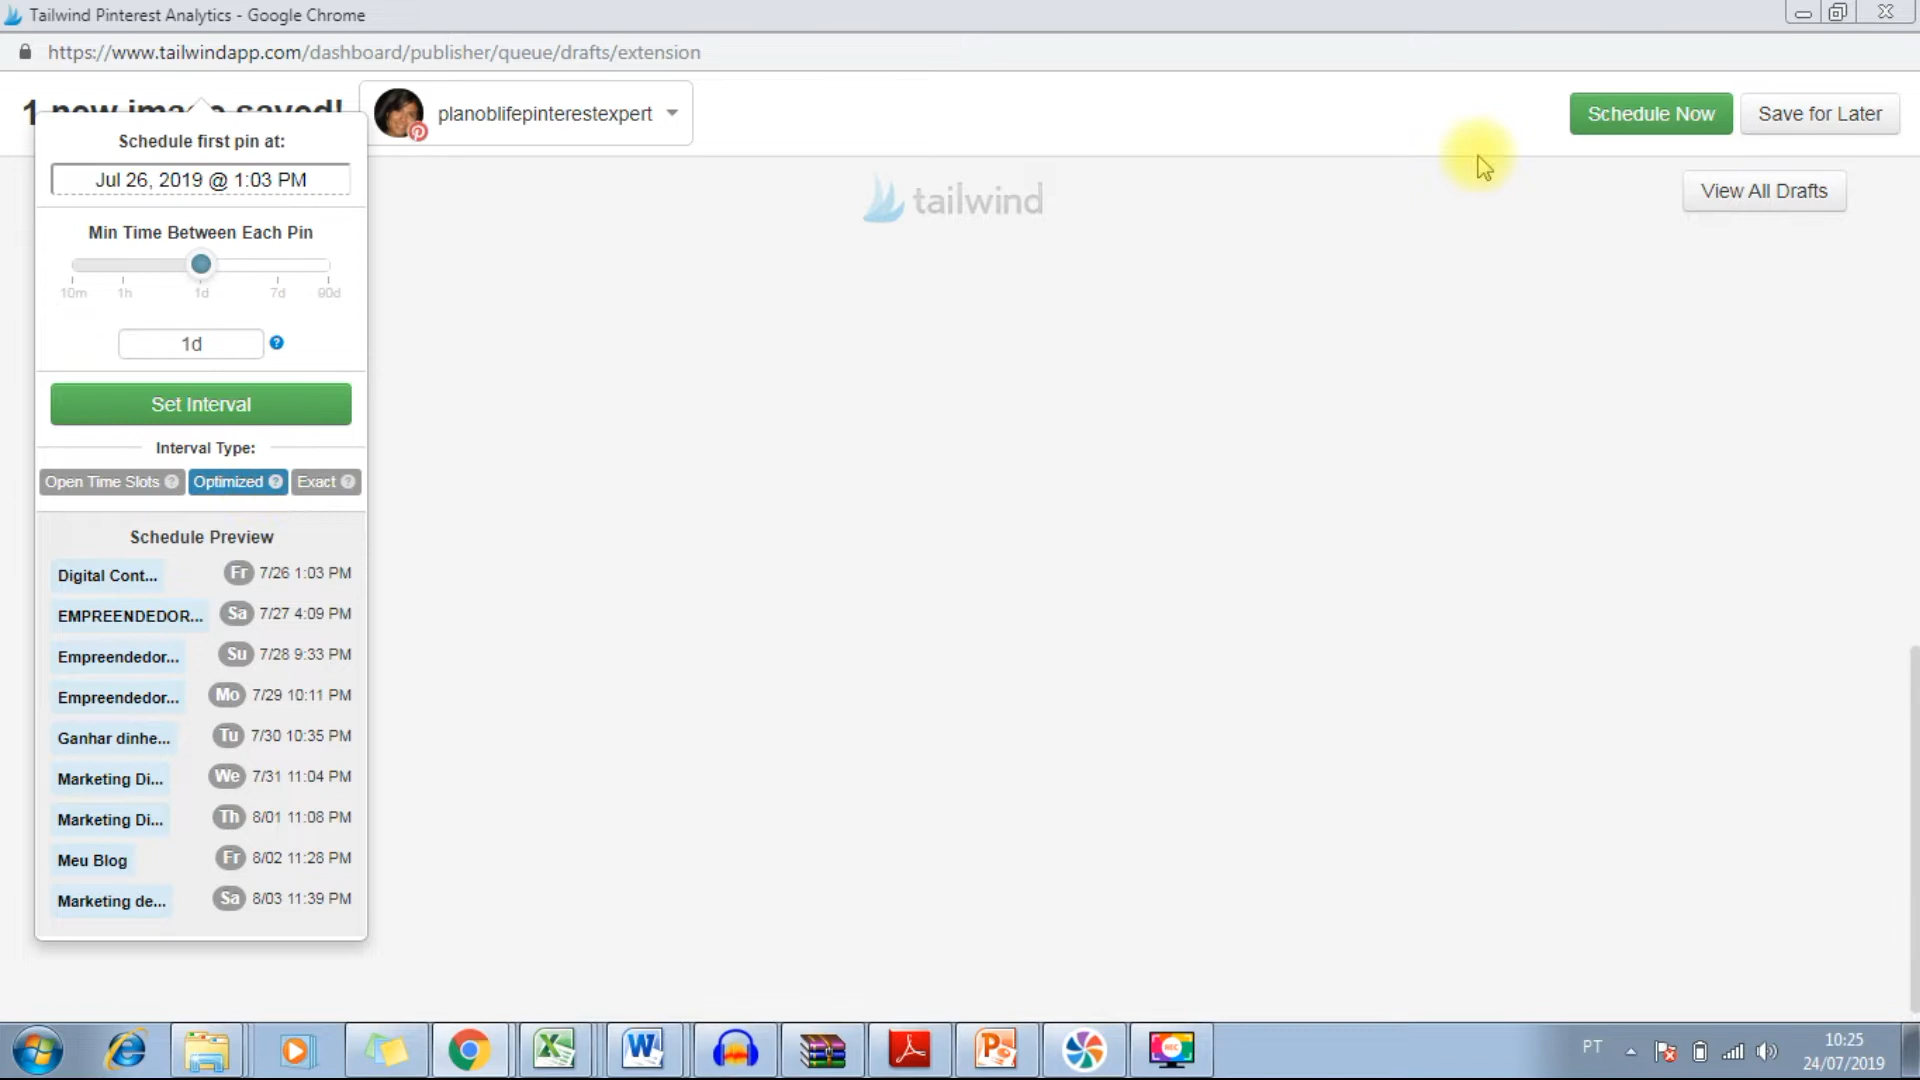 Tailwind Pinterest Analytics - Google Chrome
https://www.tailwindapp.com/dashboard/publisher/queue/drafts/extension
1 new image saved!
planoblifepinterestexpert
Schedule Now
Save for Later
View All Drafts
tailwind
Schedule first pin at:
Jul 26, 2019 @ 1:03 PM
Min Time Between Each Pin
10m 1h 1d 7d 90d
1d ?
Set Interval
Interval Type:
Open Time Slots ? Optimized ? Exact ?
Schedule Preview
Digital Cont... Fr 7/26 1:03 PM
EMPREENDEDOR... Sa 7/27 4:09 PM
Empreendedor... Su 7/28 9:33 PM
Empreendedor... Mo 7/29 10:11 PM
Ganhar dinhe... Tu 7/30 10:35 PM
Marketing Di... We 7/31 11:04 PM
Marketing Di... Th 8/01 11:08 PM
Meu Blog Fr 8/02 11:28 PM
Marketing de... Sa 8/03 11:39 PM
PT
10:25
24/07/2019